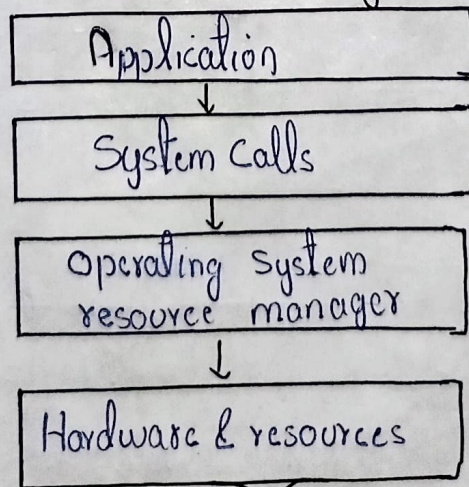 Application
System Calls
Operating System
resource manager
Hardware & resources